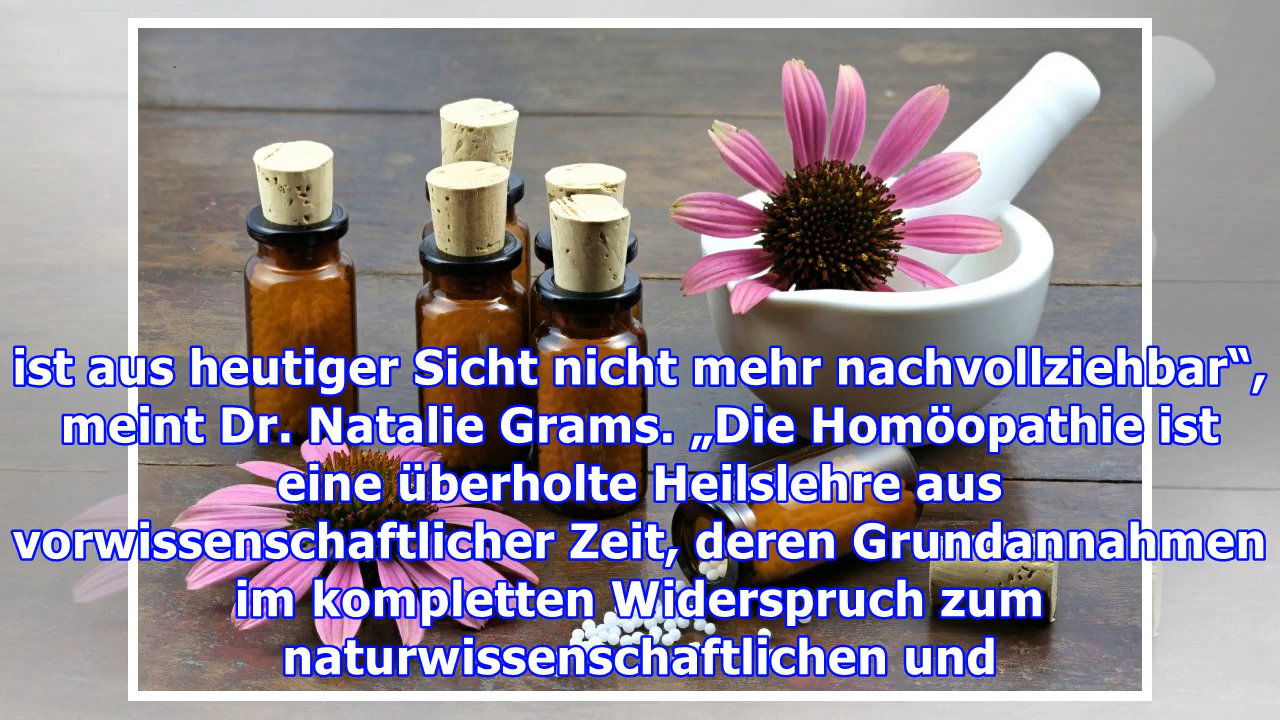 ist aus heutiger Sicht nicht mehr nachvollziehbar“,
meint Dr. Natalie Grams. „Die Homöopathie ist
eine überholte Heilslehre aus
vorwissenschaftlicher Zeit, deren Grundannahmen
im kompletten Widerspruch zum
naturwissenschaftlichen und